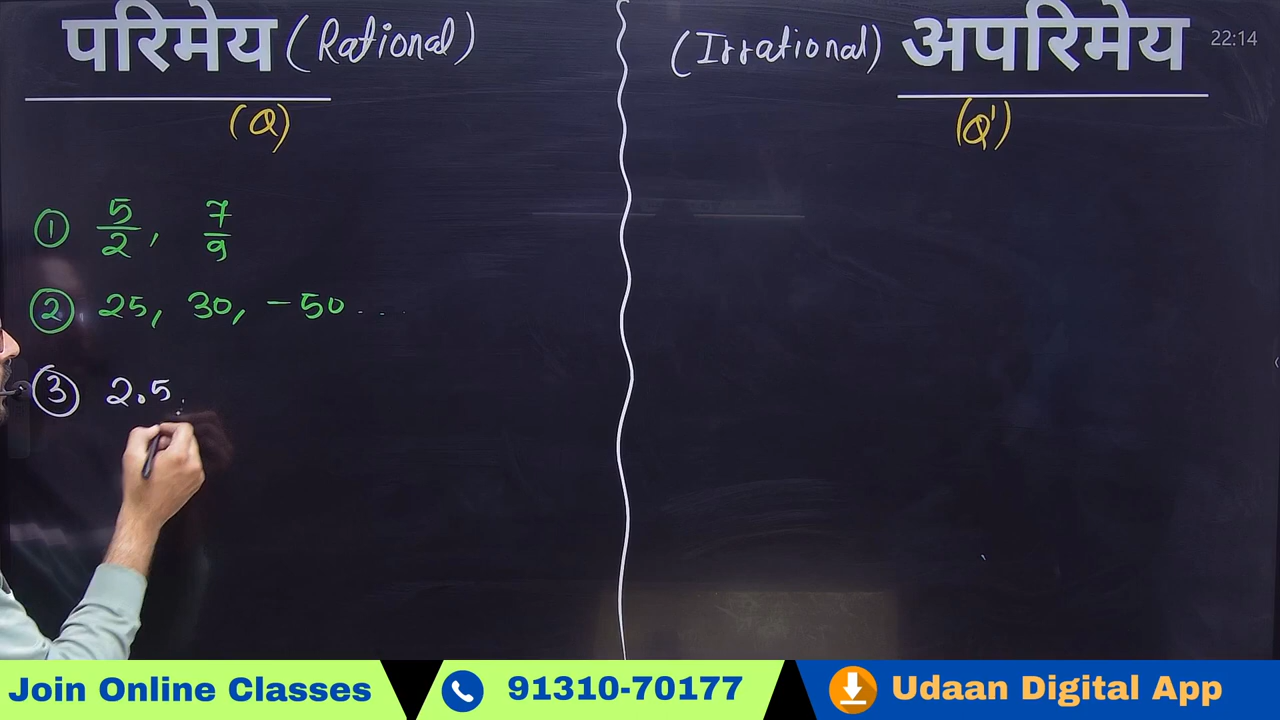 परिमेय (Rational)
(Q)
① 5/2, 7/9
② 25, 30, -50....
③ 2.5
(Irrational) अपरिमेय
(Q')
22:14
Join Online Classes
91310-70177
Udaan Digital App